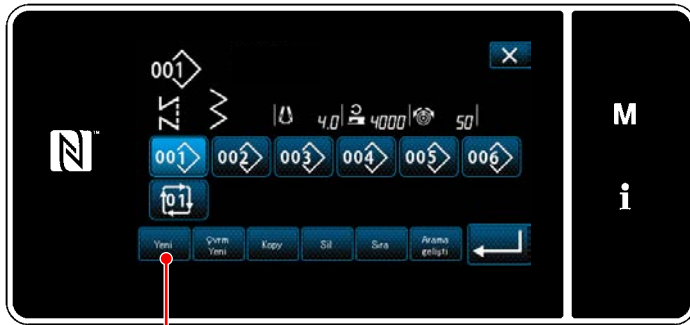 001
4.0 4000 50
M
001 002 003 004 005 006
01
i
Yeni Çvrm Yeni Kopy Sil Sıra Arama gelişti